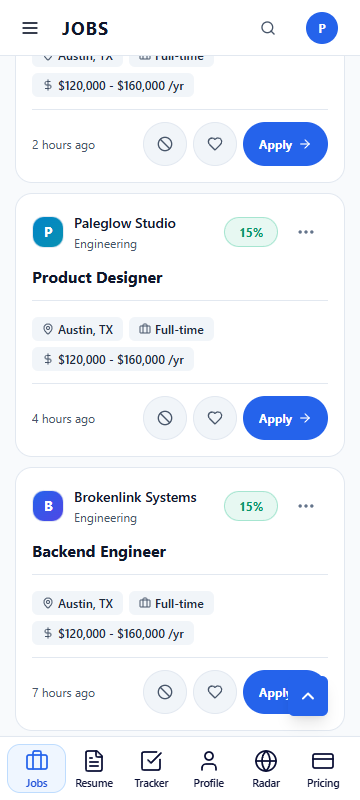 JOBS
P
Austin, TX
Full-time
$120,000 - $160,000 /yr
2 hours ago
Apply
P
Paleglow Studio
Engineering
15%
Product Designer
Austin, TX
Full-time
$120,000 - $160,000 /yr
4 hours ago
Apply
B
Brokenlink Systems
Engineering
15%
Backend Engineer
Austin, TX
Full-time
$120,000 - $160,000 /yr
7 hours ago
Apply
Jobs
Resume
Tracker
Profile
Radar
Pricing